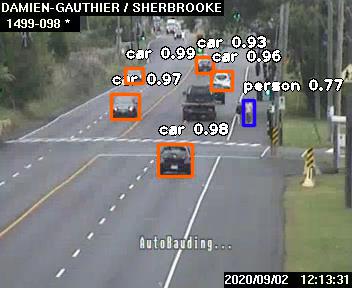 DAMIEN-GAUTHIER / SHERBROOKE
1499-098 *
car 0.93
car 0.99
car 0.96
car 0.97
person 0.77
car 0.98
AutoBauding...
2020/09/02 12:13:31